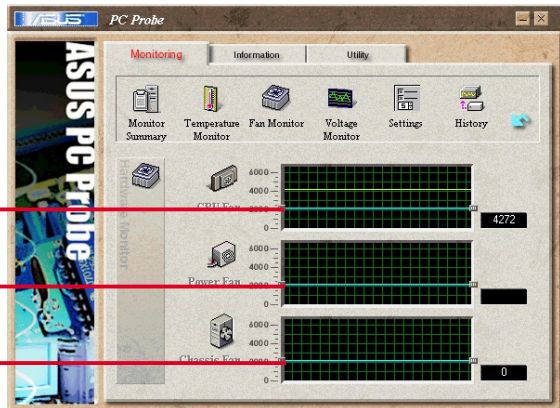 ASUS PC Probe
Monitoring Information Utility
Monitor Summary
Temperature Monitor
Fan Monitor
Voltage Monitor
Settings
History
ASUS PC Probe
Hardware Monitor
6000
4000
CPU Fan 2000
0
4272
6000
4000
Power Fan 2000
0
6000
4000
Chassis Fan 2000
0
0